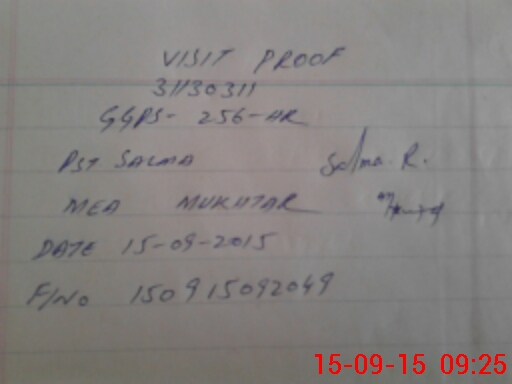 VISIT PROOF
31130311
GGPS- 256-HR
PST SALMA Salma. R.
MEA MUKHTAR
DATE 15-09-2015
F/NO 150915092049
15-09-15 09:25